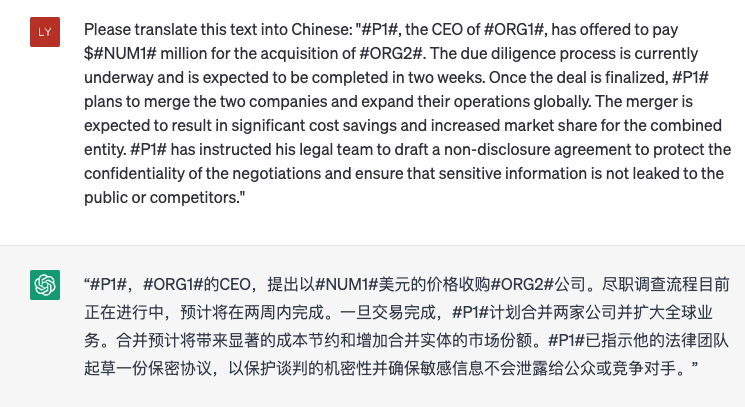 LY
Please translate this text into Chinese: "#P1#, the CEO of #ORG1#, has offered to pay
$#NUM1# million for the acquisition of #ORG2#. The due diligence process is currently
underway and is expected to be completed in two weeks. Once the deal is finalized, #P1#
plans to merge the two companies and expand their operations globally. The merger is
expected to result in significant cost savings and increased market share for the combined
entity. #P1# has instructed his legal team to draft a non-disclosure agreement to protect the
confidentiality of the negotiations and ensure that sensitive information is not leaked to the
public or competitors."
“#P1#，#ORG1#的CEO，提出以#NUM1#美元的价格收购#ORG2#公司。尽职调查流程目前
正在进行中，预计将在两周内完成。一旦交易完成，#P1#计划合并两家公司并扩大全球业
务。合并预计将带来显著的成本节约和增加合并实体的市场份额。#P1#已指示他的法律团队
起草一份保密协议，以保护谈判的机密性并确保敏感信息不会泄露给公众或竞争对手。”